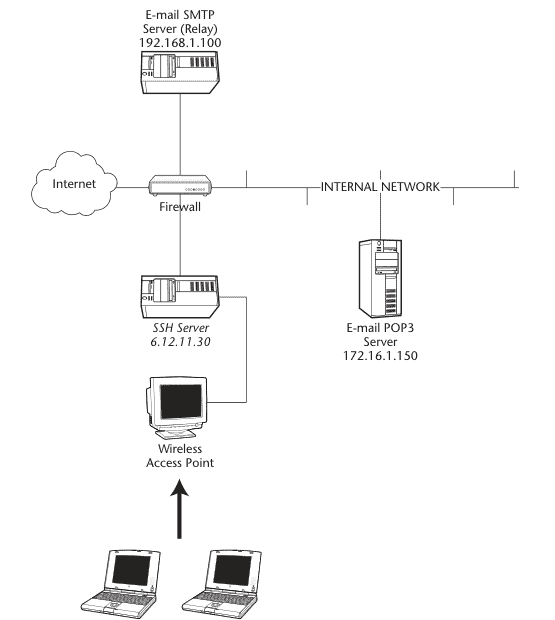 E-mail SMTP
Server (Relay)
192.168.1.100
Internet
Firewall
INTERNAL NETWORK
SSH Server
6.12.11.30
E-mail POP3
Server
172.16.1.150
Wireless
Access Point